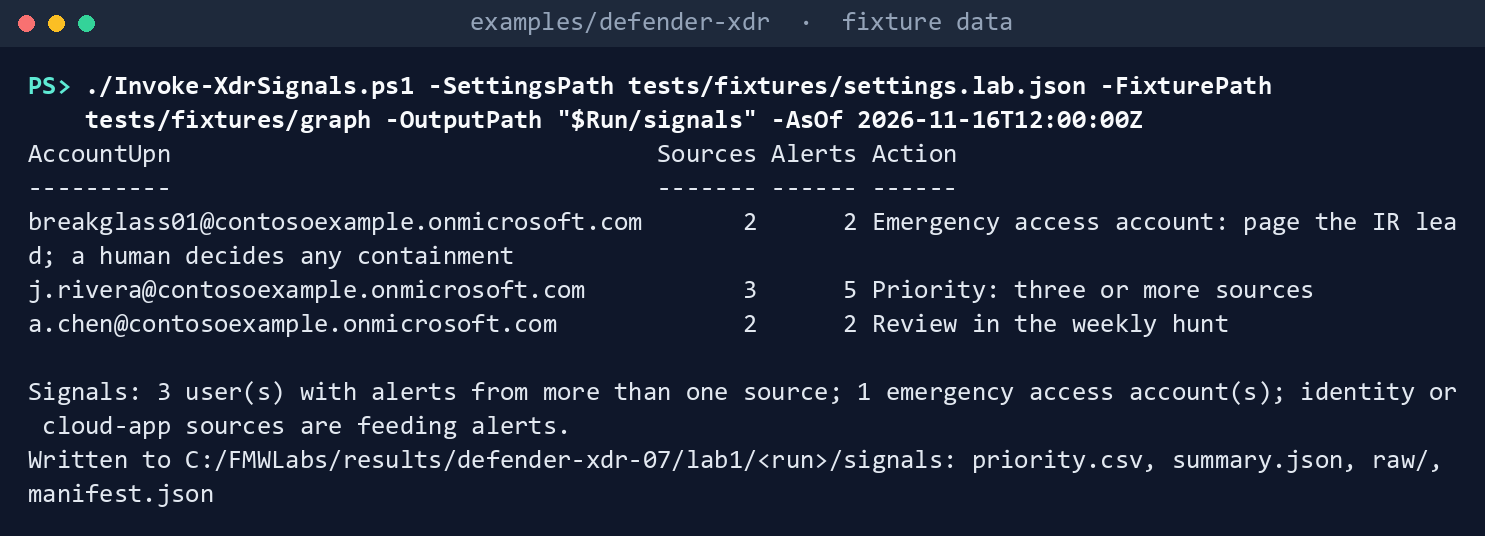 examples/defender-xdr · fixture data
PS> ./Invoke-XdrSignals.ps1 -SettingsPath tests/fixtures/settings.lab.json -FixturePath
tests/fixtures/graph -OutputPath "$Run/signals" -AsOf 2026-11-16T12:00:00Z
AccountUpn Sources Alerts Action
---------- ------- ------ ------
breakglass01@contosoexample.onmicrosoft.com 2 2 Emergency access account: page the IR lea
d; a human decides any containment
j.rivera@contosoexample.onmicrosoft.com 3 5 Priority: three or more sources
a.chen@contosoexample.onmicrosoft.com 2 2 Review in the weekly hunt
Signals: 3 user(s) with alerts from more than one source; 1 emergency access account(s); identity or
cloud-app sources are feeding alerts.
Written to C:/FMWLabs/results/defender-xdr-07/lab1/<run>/signals: priority.csv, summary.json, raw/,
manifest.json